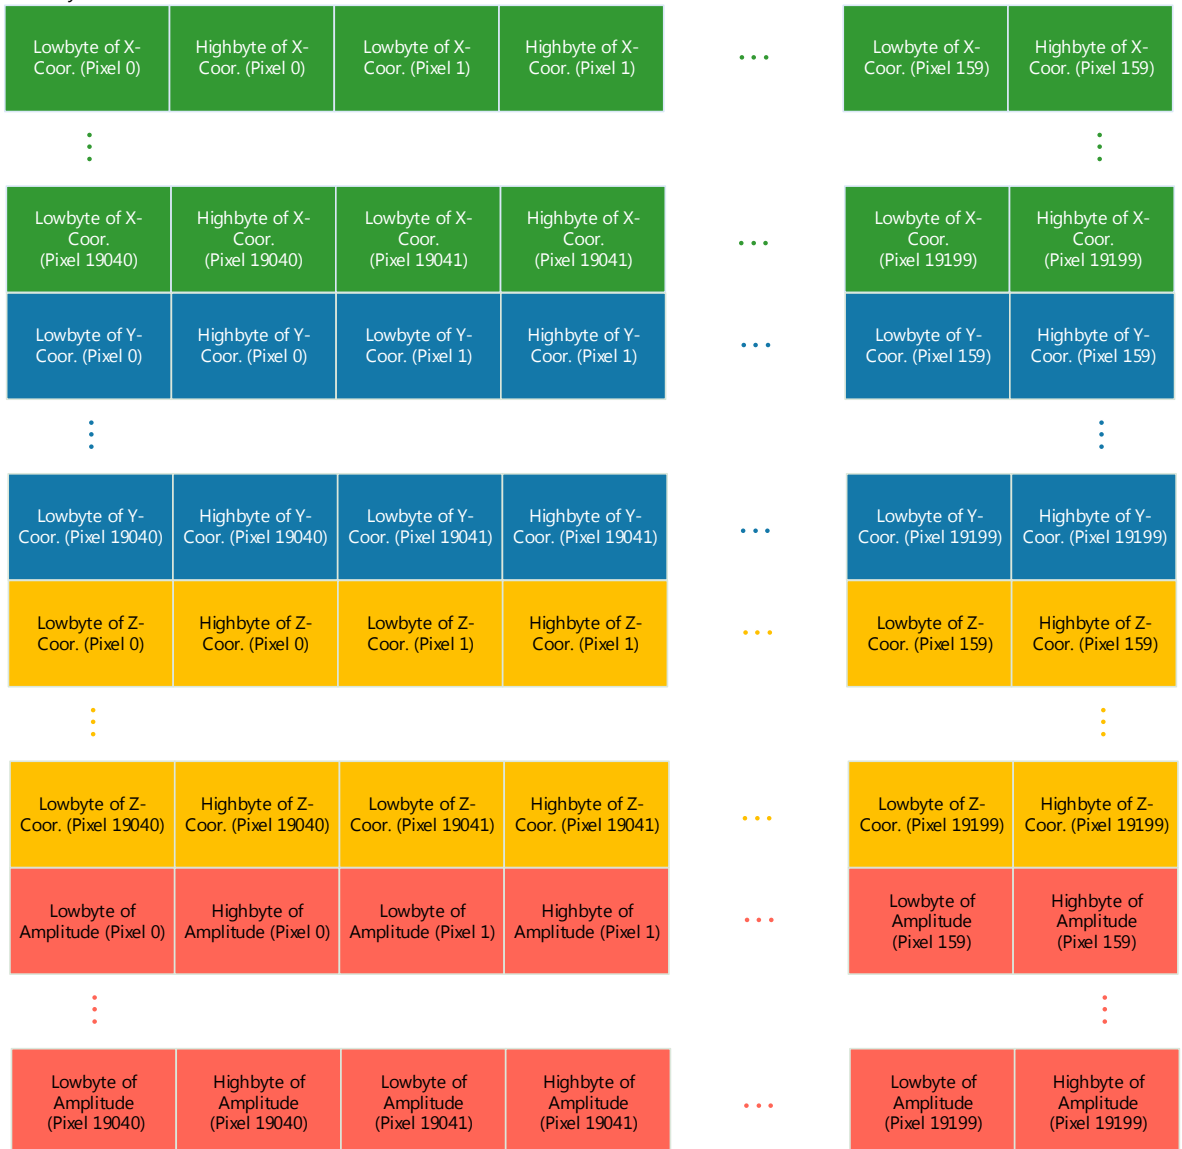 Lowbyte of X-
Coor. (Pixel 0)
Highbyte of X-
Coor. (Pixel 0)
Lowbyte of X-
Coor. (Pixel 1)
Highbyte of X-
Coor. (Pixel 1)
...
Lowbyte of X-
Coor. (Pixel 159)
Highbyte of X-
Coor. (Pixel 159)
Lowbyte of X-
Coor.
(Pixel 19040)
Highbyte of X-
Coor.
(Pixel 19040)
Lowbyte of X-
Coor.
(Pixel 19041)
Highbyte of X-
Coor.
(Pixel 19041)
...
Lowbyte of X-
Coor.
(Pixel 19199)
Highbyte of X-
Coor.
(Pixel 19199)
Lowbyte of Y-
Coor. (Pixel 0)
Highbyte of Y-
Coor. (Pixel 0)
Lowbyte of Y-
Coor. (Pixel 1)
Highbyte of Y-
Coor. (Pixel 1)
...
Lowbyte of Y-
Coor. (Pixel 159)
Highbyte of Y-
Coor. (Pixel 159)
Lowbyte of Y-
Coor. (Pixel 19040)
Highbyte of Y-
Coor. (Pixel 19040)
Lowbyte of Y-
Coor. (Pixel 19041)
Highbyte of Y-
Coor. (Pixel 19041)
...
Lowbyte of Y-
Coor. (Pixel 19199)
Highbyte of Y-
Coor. (Pixel 19199)
Lowbyte of Z-
Coor. (Pixel 0)
Highbyte of Z-
Coor. (Pixel 0)
Lowbyte of Z-
Coor. (Pixel 1)
Highbyte of Z-
Coor. (Pixel 1)
...
Lowbyte of Z-
Coor. (Pixel 159)
Highbyte of Z-
Coor. (Pixel 159)
Lowbyte of Z-
Coor. (Pixel 19040)
Highbyte of Z-
Coor. (Pixel 19040)
Lowbyte of Z-
Coor. (Pixel 19041)
Highbyte of Z-
Coor. (Pixel 19041)
...
Lowbyte of Z-
Coor. (Pixel 19199)
Highbyte of Z-
Coor. (Pixel 19199)
Lowbyte of
Amplitude (Pixel 0)
Highbyte of
Amplitude (Pixel 0)
Lowbyte of
Amplitude (Pixel 1)
Highbyte of
Amplitude (Pixel 1)
...
Lowbyte of
Amplitude
(Pixel 159)
Highbyte of
Amplitude
(Pixel 159)
Lowbyte of
Amplitude
(Pixel 19040)
Highbyte of
Amplitude
(Pixel 19040)
Lowbyte of
Amplitude
(Pixel 19041)
Highbyte of
Amplitude
(Pixel 19041)
...
Lowbyte of
Amplitude
(Pixel 19199)
Highbyte of
Amplitude
(Pixel 19199)